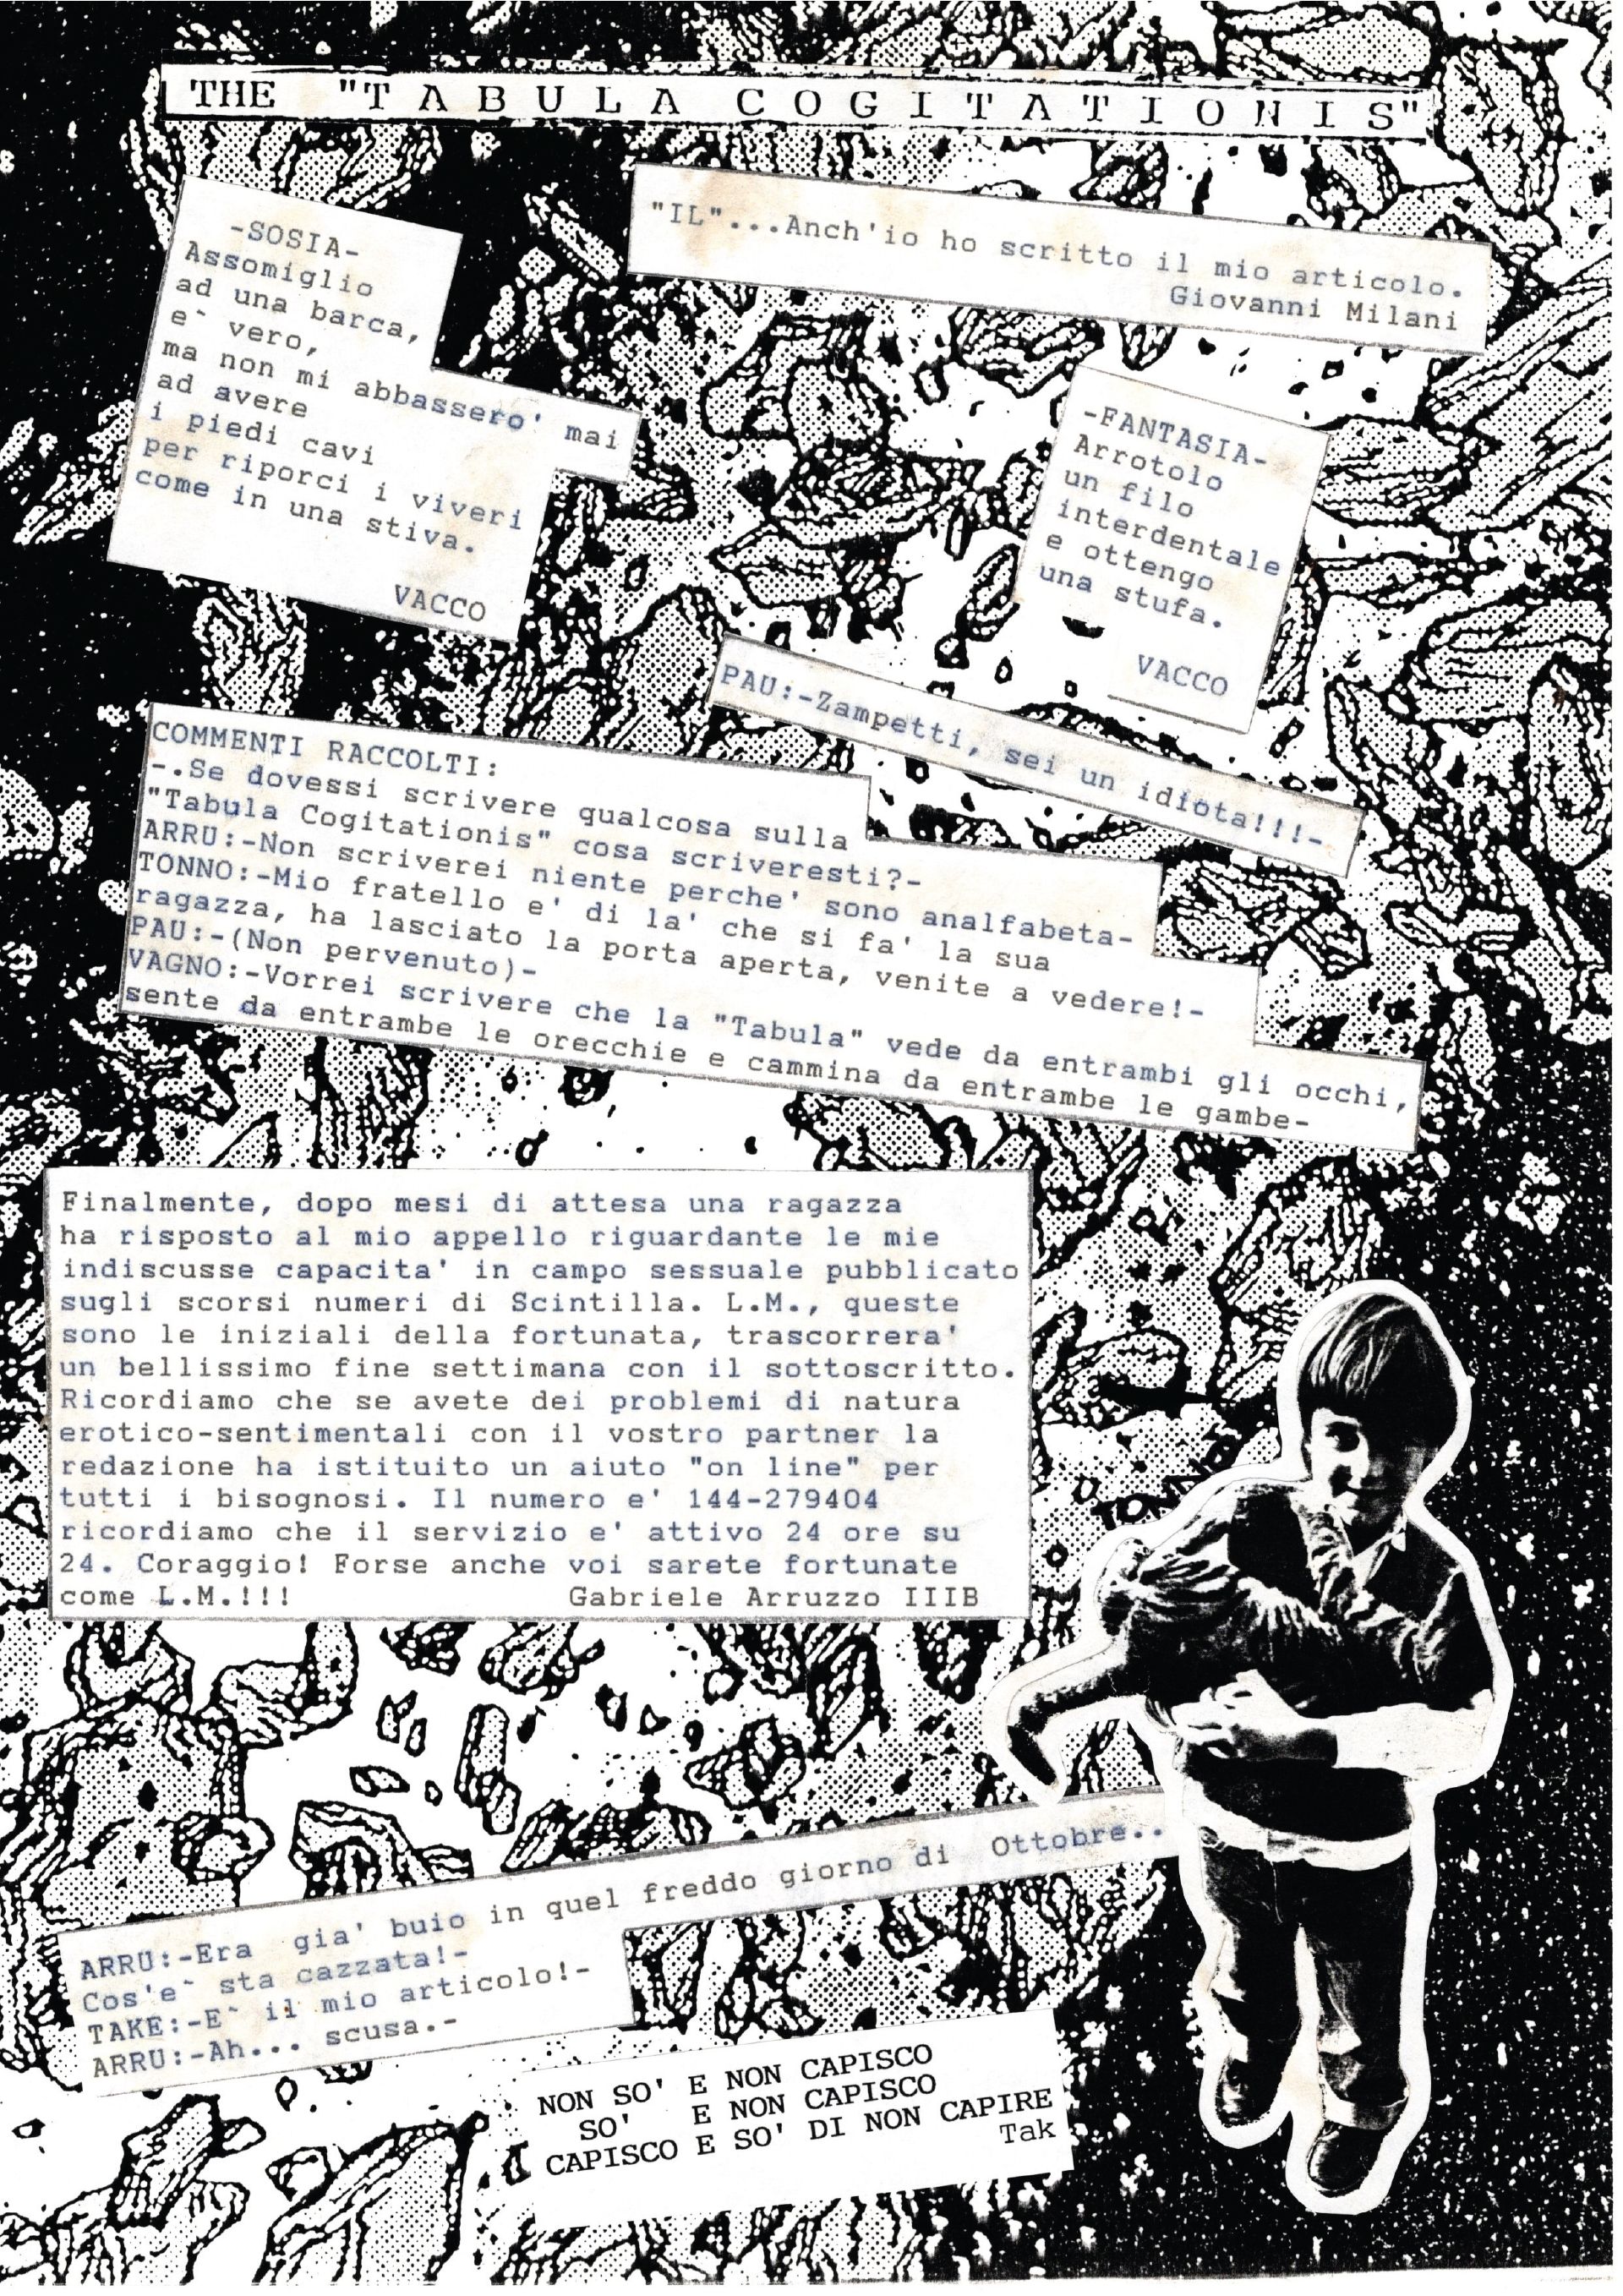 THE "TABULA COGITATIONIS"
"IL"...Anch'io ho scritto il mio articolo.
Giovanni Milani
-SOSIA-
Assomiglio
ad una barca,
e` vero,
ma non mi abbassero' mai
ad avere
i piedi cavi
per riporci i viveri
come in una stiva.
VACCO
-FANTASIA-
Arrotolo
un filo
interdentale
e ottengo
una stufa.
VACCO
PAU:-Zampetti, sei un idiota!!!-
COMMENTI RACCOLTI:
-.Se dovessi scrivere qualcosa sulla
"Tabula Cogitationis" cosa scriveresti?-
ARRU:-Non scriverei niente perche' sono analfabeta-
TONNO:-Mio fratello e' di la' che si fa' la sua
ragazza, ha lasciato la porta aperta, venite a vedere!-
PAU:-(Non pervenuto)-
VAGNO:-Vorrei scrivere che la "Tabula" vede da entrambi gli occhi,
sente da entrambe le orecchie e cammina da entrambe le gambe-
Finalmente, dopo mesi di attesa una ragazza
ha risposto al mio appello riguardante le mie
indiscusse capacita' in campo sessuale pubblicato
sugli scorsi numeri di Scintilla. L.M., queste
sono le iniziali della fortunata, trascorrera'
un bellissimo fine settimana con il sottoscritto.
Ricordiamo che se avete dei problemi di natura
erotico-sentimentali con il vostro partner la
redazione ha istituito un aiuto "on line" per
tutti i bisognosi. Il numero e' 144-279404
ricordiamo che il servizio e' attivo 24 ore su
24. Coraggio! Forse anche voi sarete fortunate
come L.M.!!! Gabriele Arruzzo IIIB
TONNO
ARRU:-Era gia' buio in quel freddo giorno di Ottobre..
Cos'e` sta cazzata!-
TAKE:-E` il mio articolo!-
ARRU:-Ah... scusa.-
NON SO' E NON CAPISCO
SO' E NON CAPISCO
CAPISCO E SO' DI NON CAPIRE
Tak